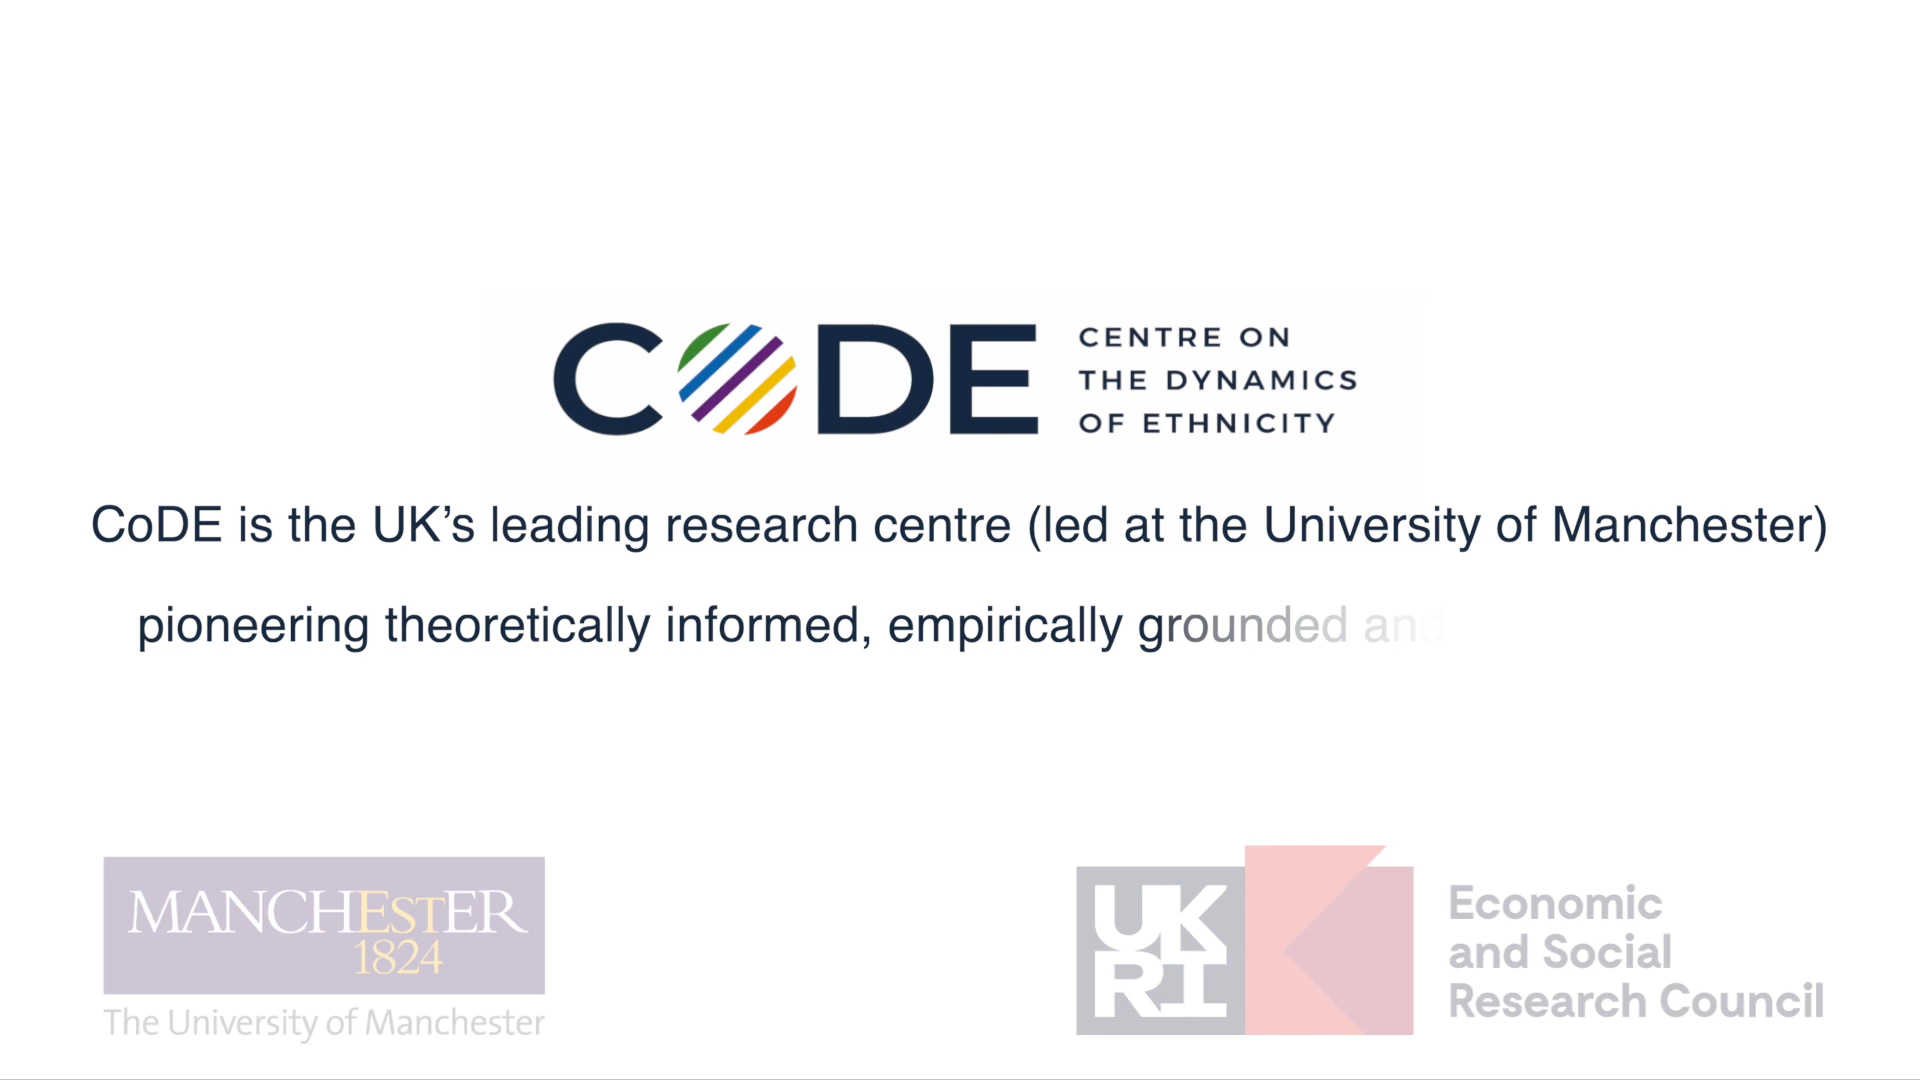 CODE
CENTRE ON
THE DYNAMICS
OF ETHNICITY
CoDE is the UK’s leading research centre (led at the University of Manchester)
pioneering theoretically informed, empirically grounded and
MANCHESTER
1824
The University of Manchester
UK
RI
Economic
and Social
Research Council